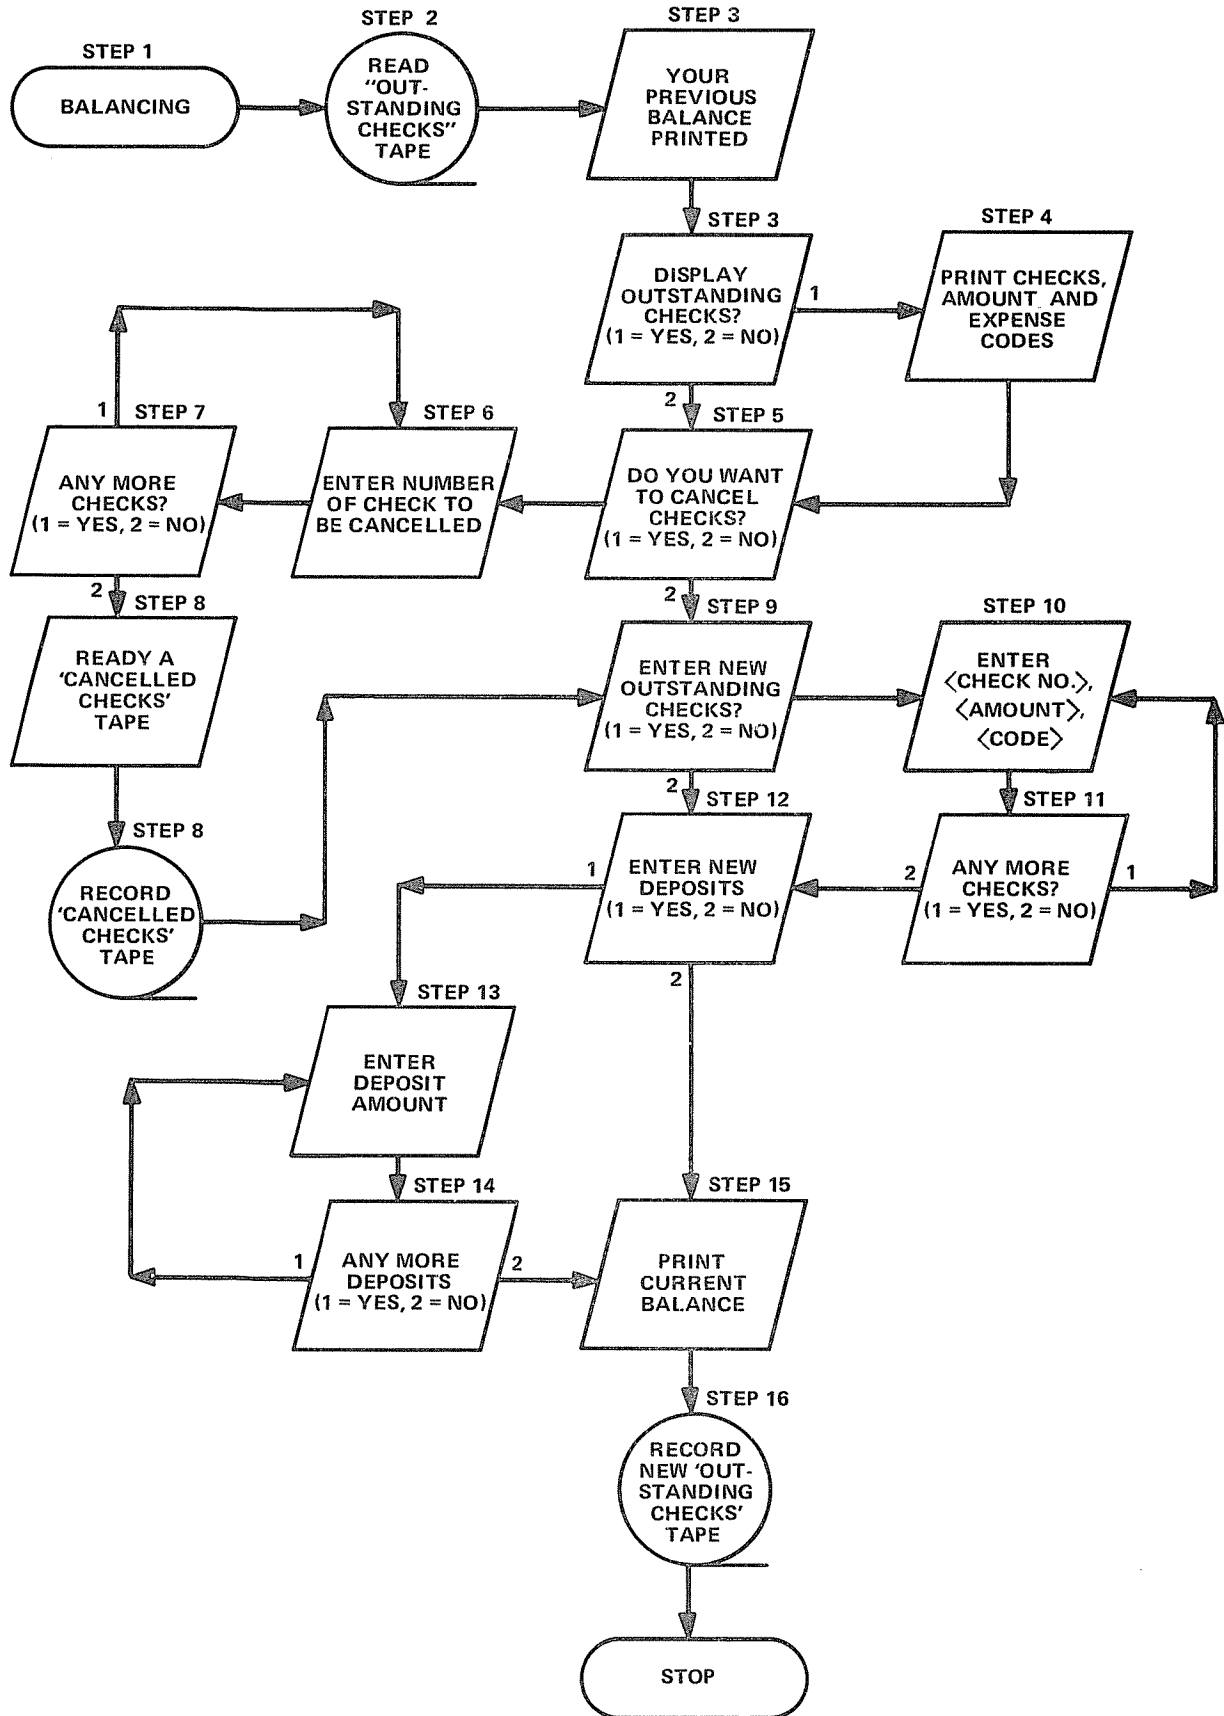 STEP 1
BALANCING
STEP 2
READ
"OUT-
STANDING
CHECKS"
TAPE
STEP 3
YOUR
PREVIOUS
BALANCE
PRINTED
STEP 3
DISPLAY
OUTSTANDING
CHECKS?
(1 = YES, 2 = NO)
1
2
STEP 4
PRINT CHECKS,
AMOUNT AND
EXPENSE
CODES
STEP 5
DO YOU WANT
TO CANCEL
CHECKS?
(1 = YES, 2 = NO)
2
STEP 6
ENTER NUMBER
OF CHECK TO
BE CANCELLED
1
STEP 7
ANY MORE
CHECKS?
(1 = YES, 2 = NO)
2
STEP 8
READY A
'CANCELLED
CHECKS'
TAPE
STEP 8
RECORD
'CANCELLED
CHECKS'
TAPE
STEP 9
ENTER NEW
OUTSTANDING
CHECKS?
(1 = YES, 2 = NO)
2
STEP 10
ENTER
<CHECK NO.>,
<AMOUNT>,
<CODE>
STEP 11
ANY MORE
CHECKS?
(1 = YES, 2 = NO)
2
1
STEP 12
ENTER NEW
DEPOSITS
(1 = YES, 2 = NO)
1
2
STEP 13
ENTER
DEPOSIT
AMOUNT
STEP 14
ANY MORE
DEPOSITS
(1 = YES, 2 = NO)
1
2
STEP 15
PRINT
CURRENT
BALANCE
STEP 16
RECORD
NEW 'OUT-
STANDING
CHECKS'
TAPE
STOP